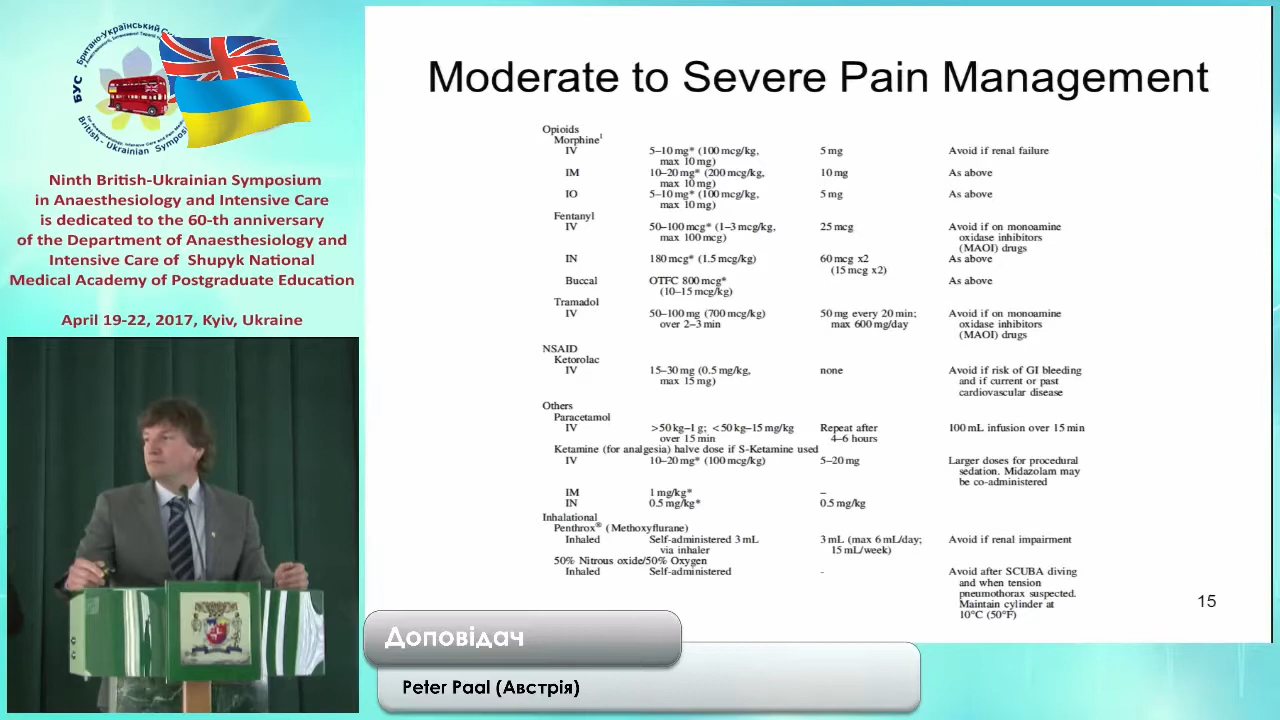 Британо-Український Си
БУС
British - Ukrainian Symposi
Ninth British-Ukrainian Symposium
in Anaesthesiology and Intensive Care
is dedicated to the 60-th anniversary
of the Department of Anaesthesiology and
Intensive Care of Shupyk National
Medical Academy of Postgraduate Education
April 19-22, 2017, Kyiv, Ukraine
Moderate to Severe Pain Management
Opioids
Morphine¹
IV 5–10 mg* (100 mcg/kg, 5 mg Avoid if renal failure
max 10 mg)
IM 10–20 mg* (200 mcg/kg, 10 mg As above
max 10 mg)
IO 5–10 mg* (100 mcg/kg, 5 mg As above
max 10 mg)
Fentanyl
IV 50–100 mcg* (1–3 mcg/kg, 25 mcg Avoid if on monoamine
max 100 mcg) oxidase inhibitors
(MAOI) drugs
IN 180 mcg* (1.5 mcg/kg) 60 mcg x2 As above
(15 mcg x2)
Buccal OTFC 800 mcg* As above
(10–15 mcg/kg)
Tramadol
IV 50–100 mg (700 mcg/kg) 50 mg every 20 min; Avoid if on monoamine
over 2–3 min max 600 mg/day oxidase inhibitors
(MAOI) drugs
NSAID
Ketorolac
IV 15–30 mg (0.5 mg/kg, none Avoid if risk of GI bleeding
max 15 mg) and if current or past
cardiovascular disease
Others
Paracetamol
IV >50 kg–1 g; <50 kg–15 mg/kg Repeat after 100 mL infusion over 15 min
over 15 min 4–6 hours
Ketamine (for analgesia) halve dose if S-Ketamine used
IV 10–20 mg* (100 mcg/kg) 5–20 mg Larger doses for procedural
sedation. Midazolam may
be co-administered
IM 1 mg/kg* –
IN 0.5 mg/kg* 0.5 mg/kg
Inhalational
Penthrox® (Methoxyflurane)
Inhaled Self-administered 3 mL 3 mL (max 6 mL/day; Avoid if renal impairment
via inhaler 15 mL/week)
50% Nitrous oxide/50% Oxygen
Inhaled Self-administered - Avoid after SCUBA diving
and when tension
pneumothorax suspected.
Maintain cylinder at
10°C (50°F)
15
Доповідач
Peter Paal (Австрія)